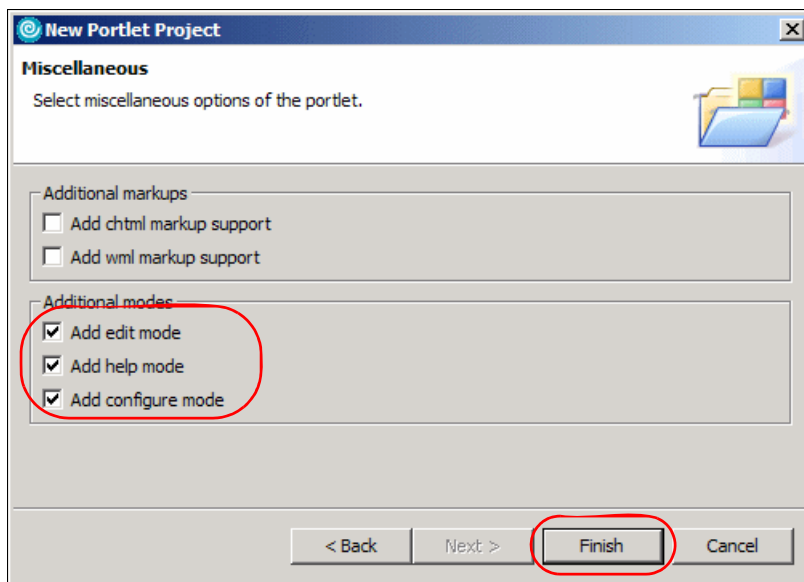 New Portlet Project
Miscellaneous
Select miscellaneous options of the portlet.
Additional markups
Add chtml markup support
Add wml markup support
Additional modes
Add edit mode
Add help mode
Add configure mode
< Back Next > Finish Cancel